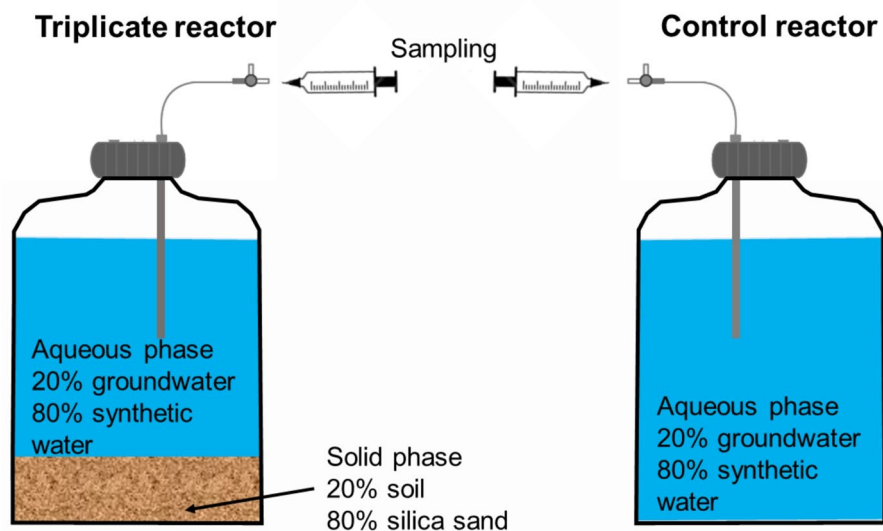 Triplicate reactor
Sampling
Control reactor
Aqueous phase
20% groundwater
80% synthetic
water
Solid phase
20% soil
80% silica sand
Aqueous phase
20% groundwater
80% synthetic
water